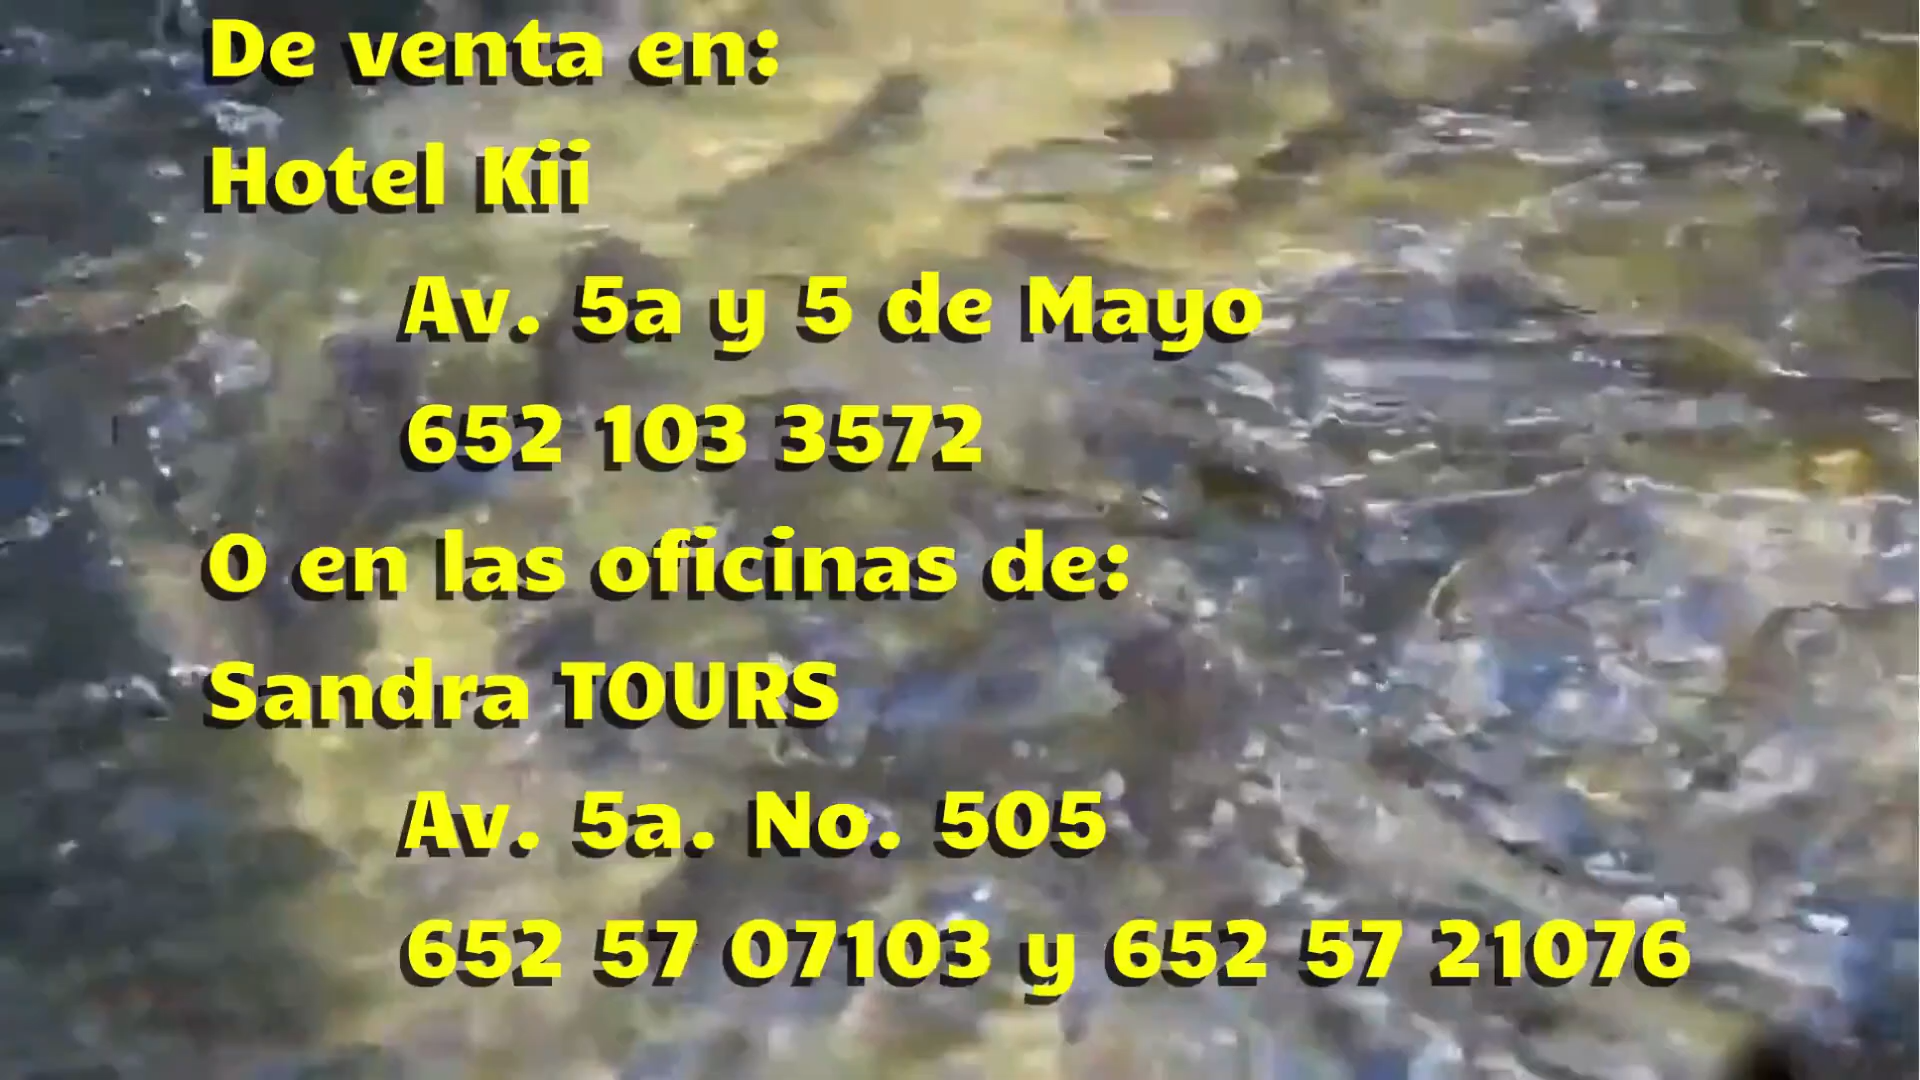 De venta en:
Hotel Kii
Av. 5a y 5 de Mayo
652 103 3572
O en las oficinas de:
Sandra TOURS
Av. 5a. No. 505
652 57 07103 y 652 57 21076